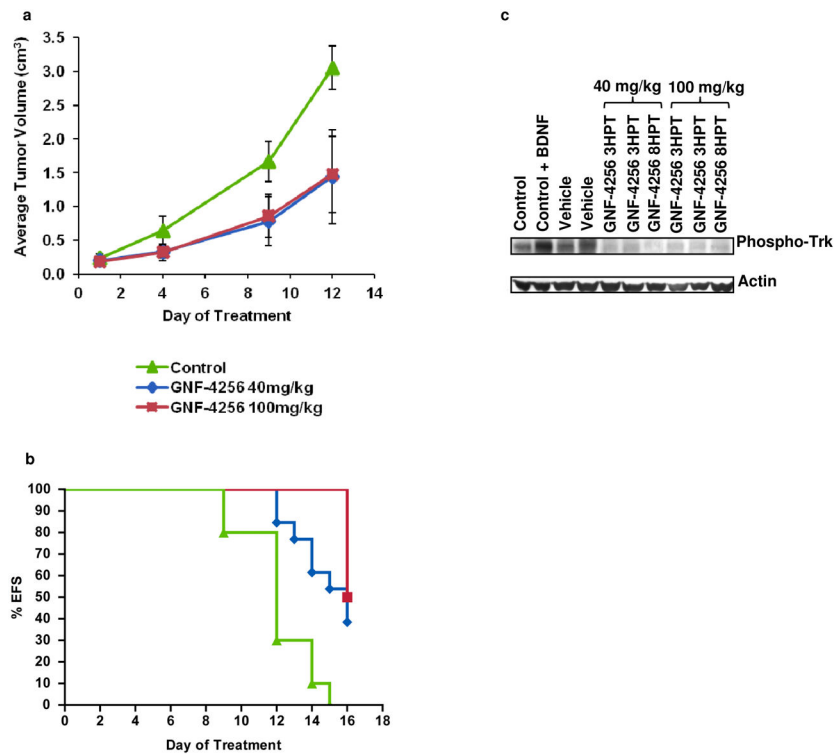 a
Average Tumor Volume (cm³)
3.5
3.0
2.5
2.0
1.5
1.0
0.5
0.0
0 2 4 6 8 10 12 14
Day of Treatment
Control
GNF-4256 40mg/kg
GNF-4256 100mg/kg
b
% EFS
100
90
80
70
60
50
40
30
20
10
0
0 2 4 6 8 10 12 14 16 18
Day of Treatment
c
40 mg/kg 100 mg/kg
Control
Control + BDNF
Vehicle
Vehicle
GNF-4256 3HPT
GNF-4256 3HPT
GNF-4256 8HPT
GNF-4256 3HPT
GNF-4256 3HPT
GNF-4256 8HPT
Phospho-Trk
Actin